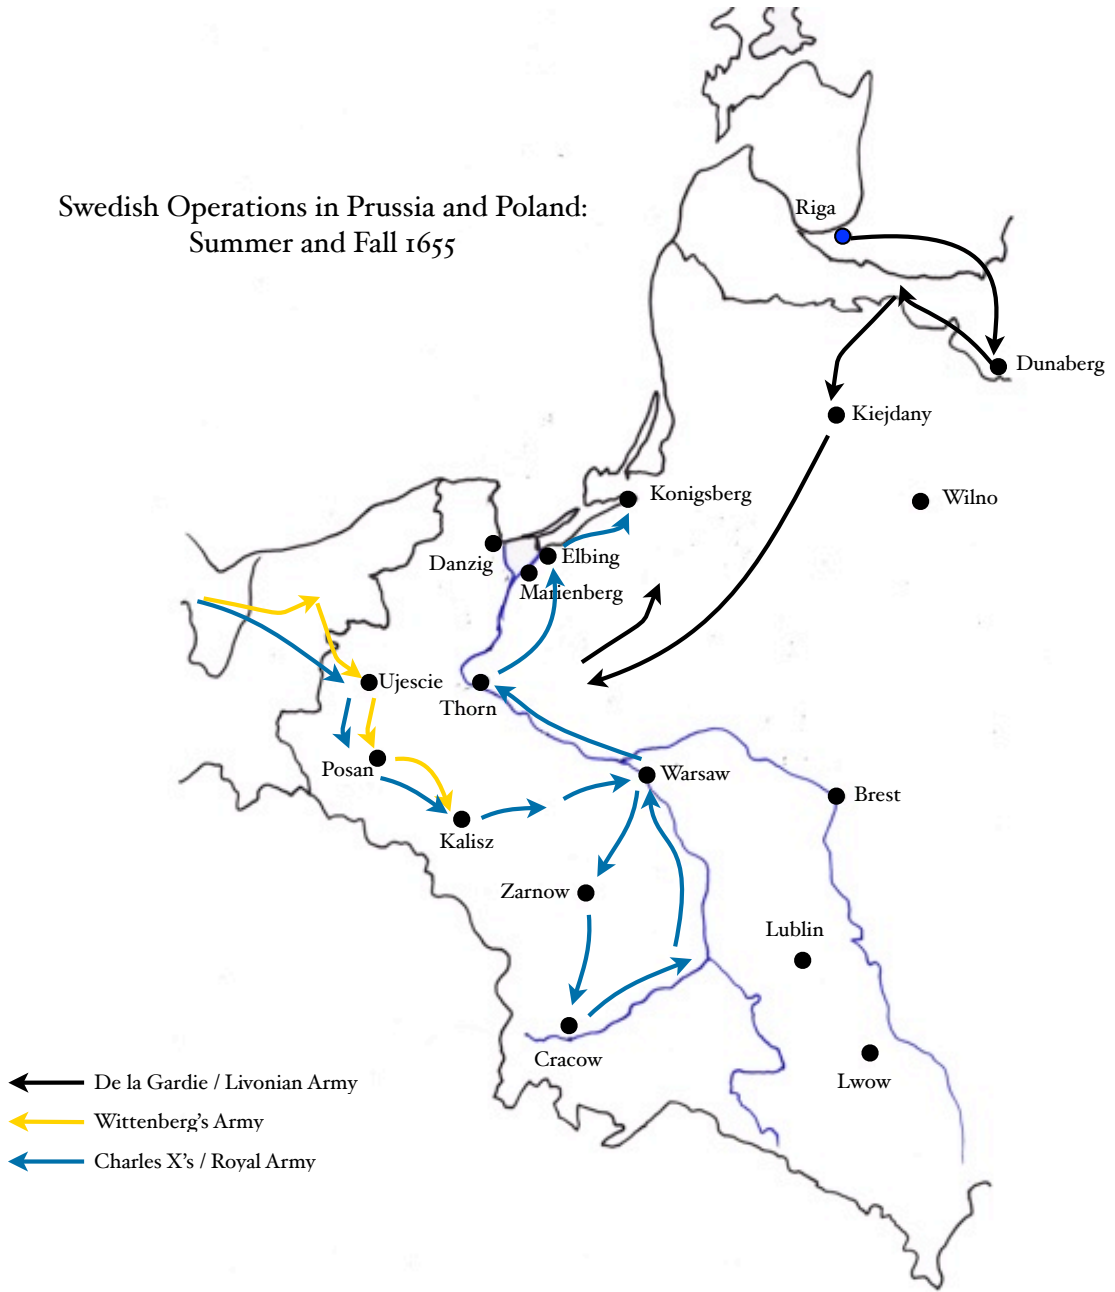 Swedish Operations in Prussia and Poland:
Summer and Fall 1655
Riga
Dunaberg
Kiejdany
Wilno
Konigsberg
Danzig
Elbing
Marienberg
Ujescie
Thorn
Posan
Warsaw
Brest
Kalisz
Zarnow
Lublin
Cracow
Lwow
De la Gardie / Livonian Army
Wittenberg's Army
Charles X's / Royal Army